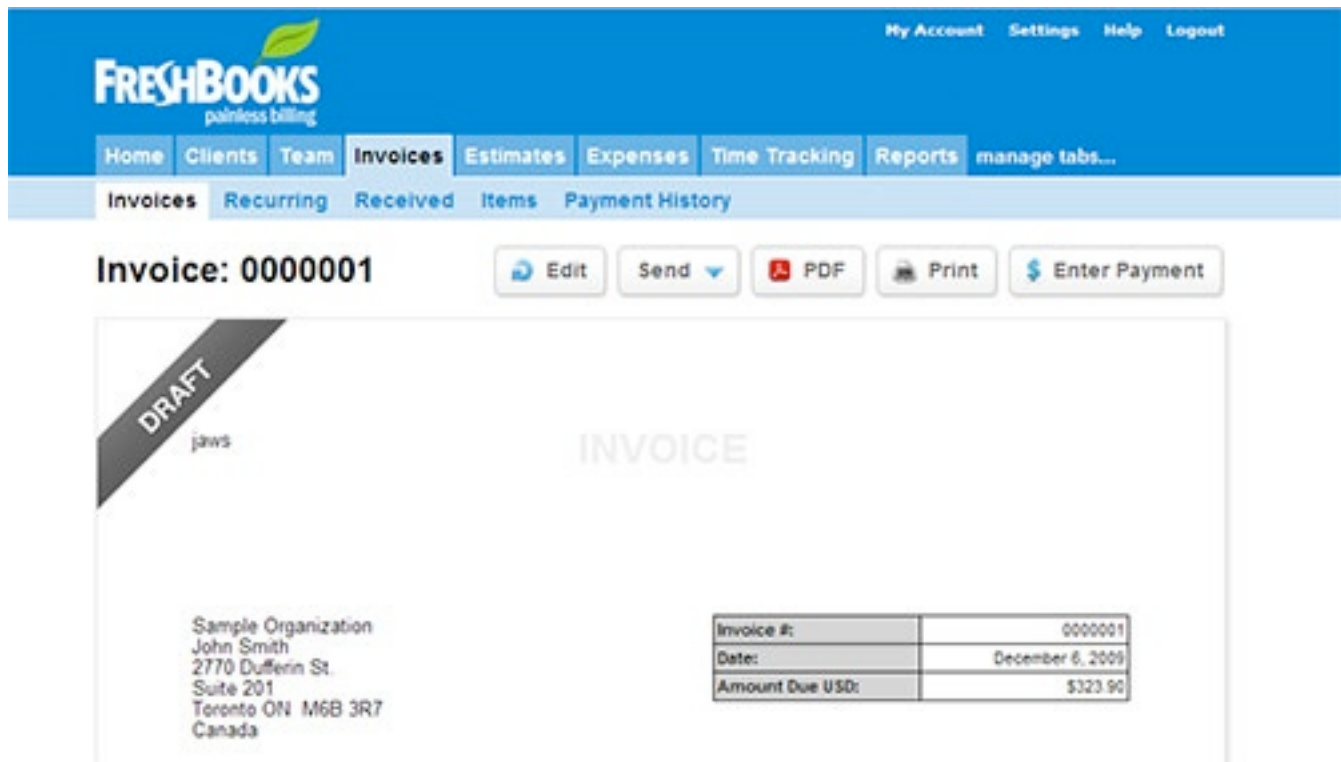 My Account Settings Help Logout
FRESHBOOKS
painless billing
Home Clients Team Invoices Estimates Expenses Time Tracking Reports manage tabs...
Invoices Recurring Received Items Payment History
Invoice: 0000001 Edit Send PDF Print $ Enter Payment
DRAFT
jaws
INVOICE
Sample Organization
John Smith
2770 Dufferin St.
Suite 201
Toronto ON M6B 3R7
Canada
Invoice #: 0000001
Date: December 6, 2009
Amount Due USD: $323.90